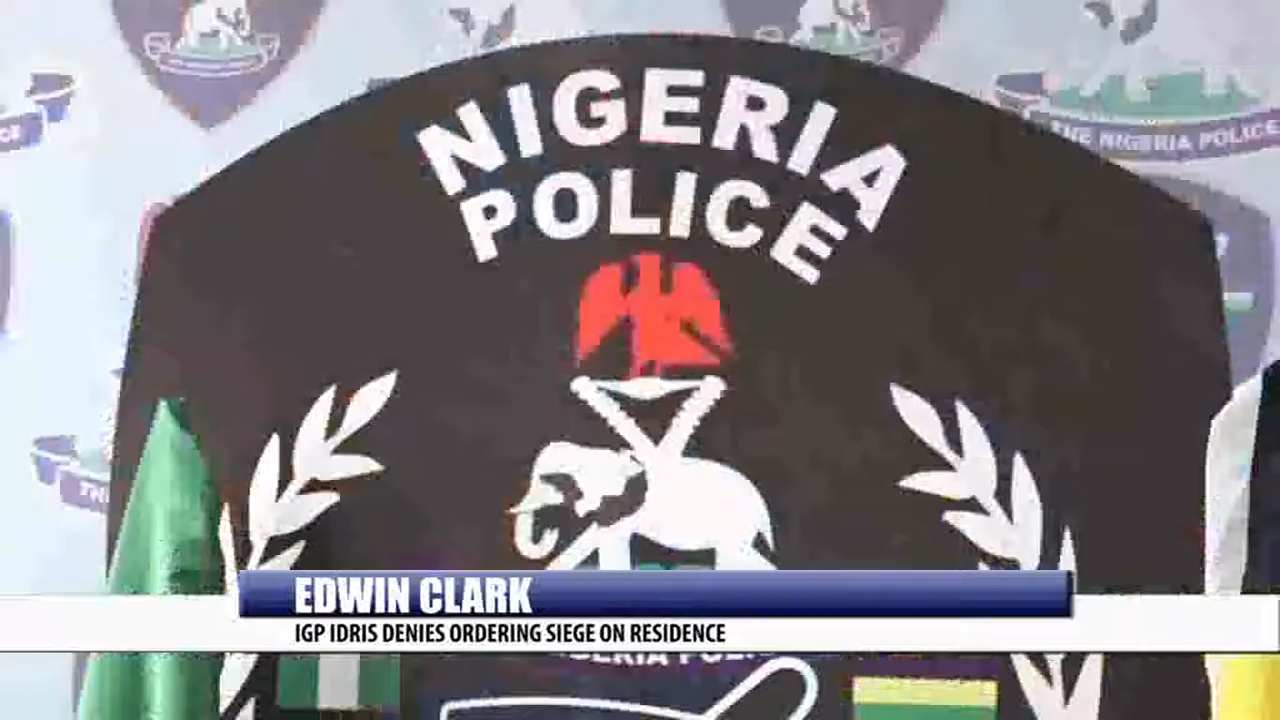 NIGERIA
POLICE
THE NIGERIA POLICE
EDWIN CLARK
IGP IDRIS DENIES ORDERING SIEGE ON RESIDENCE